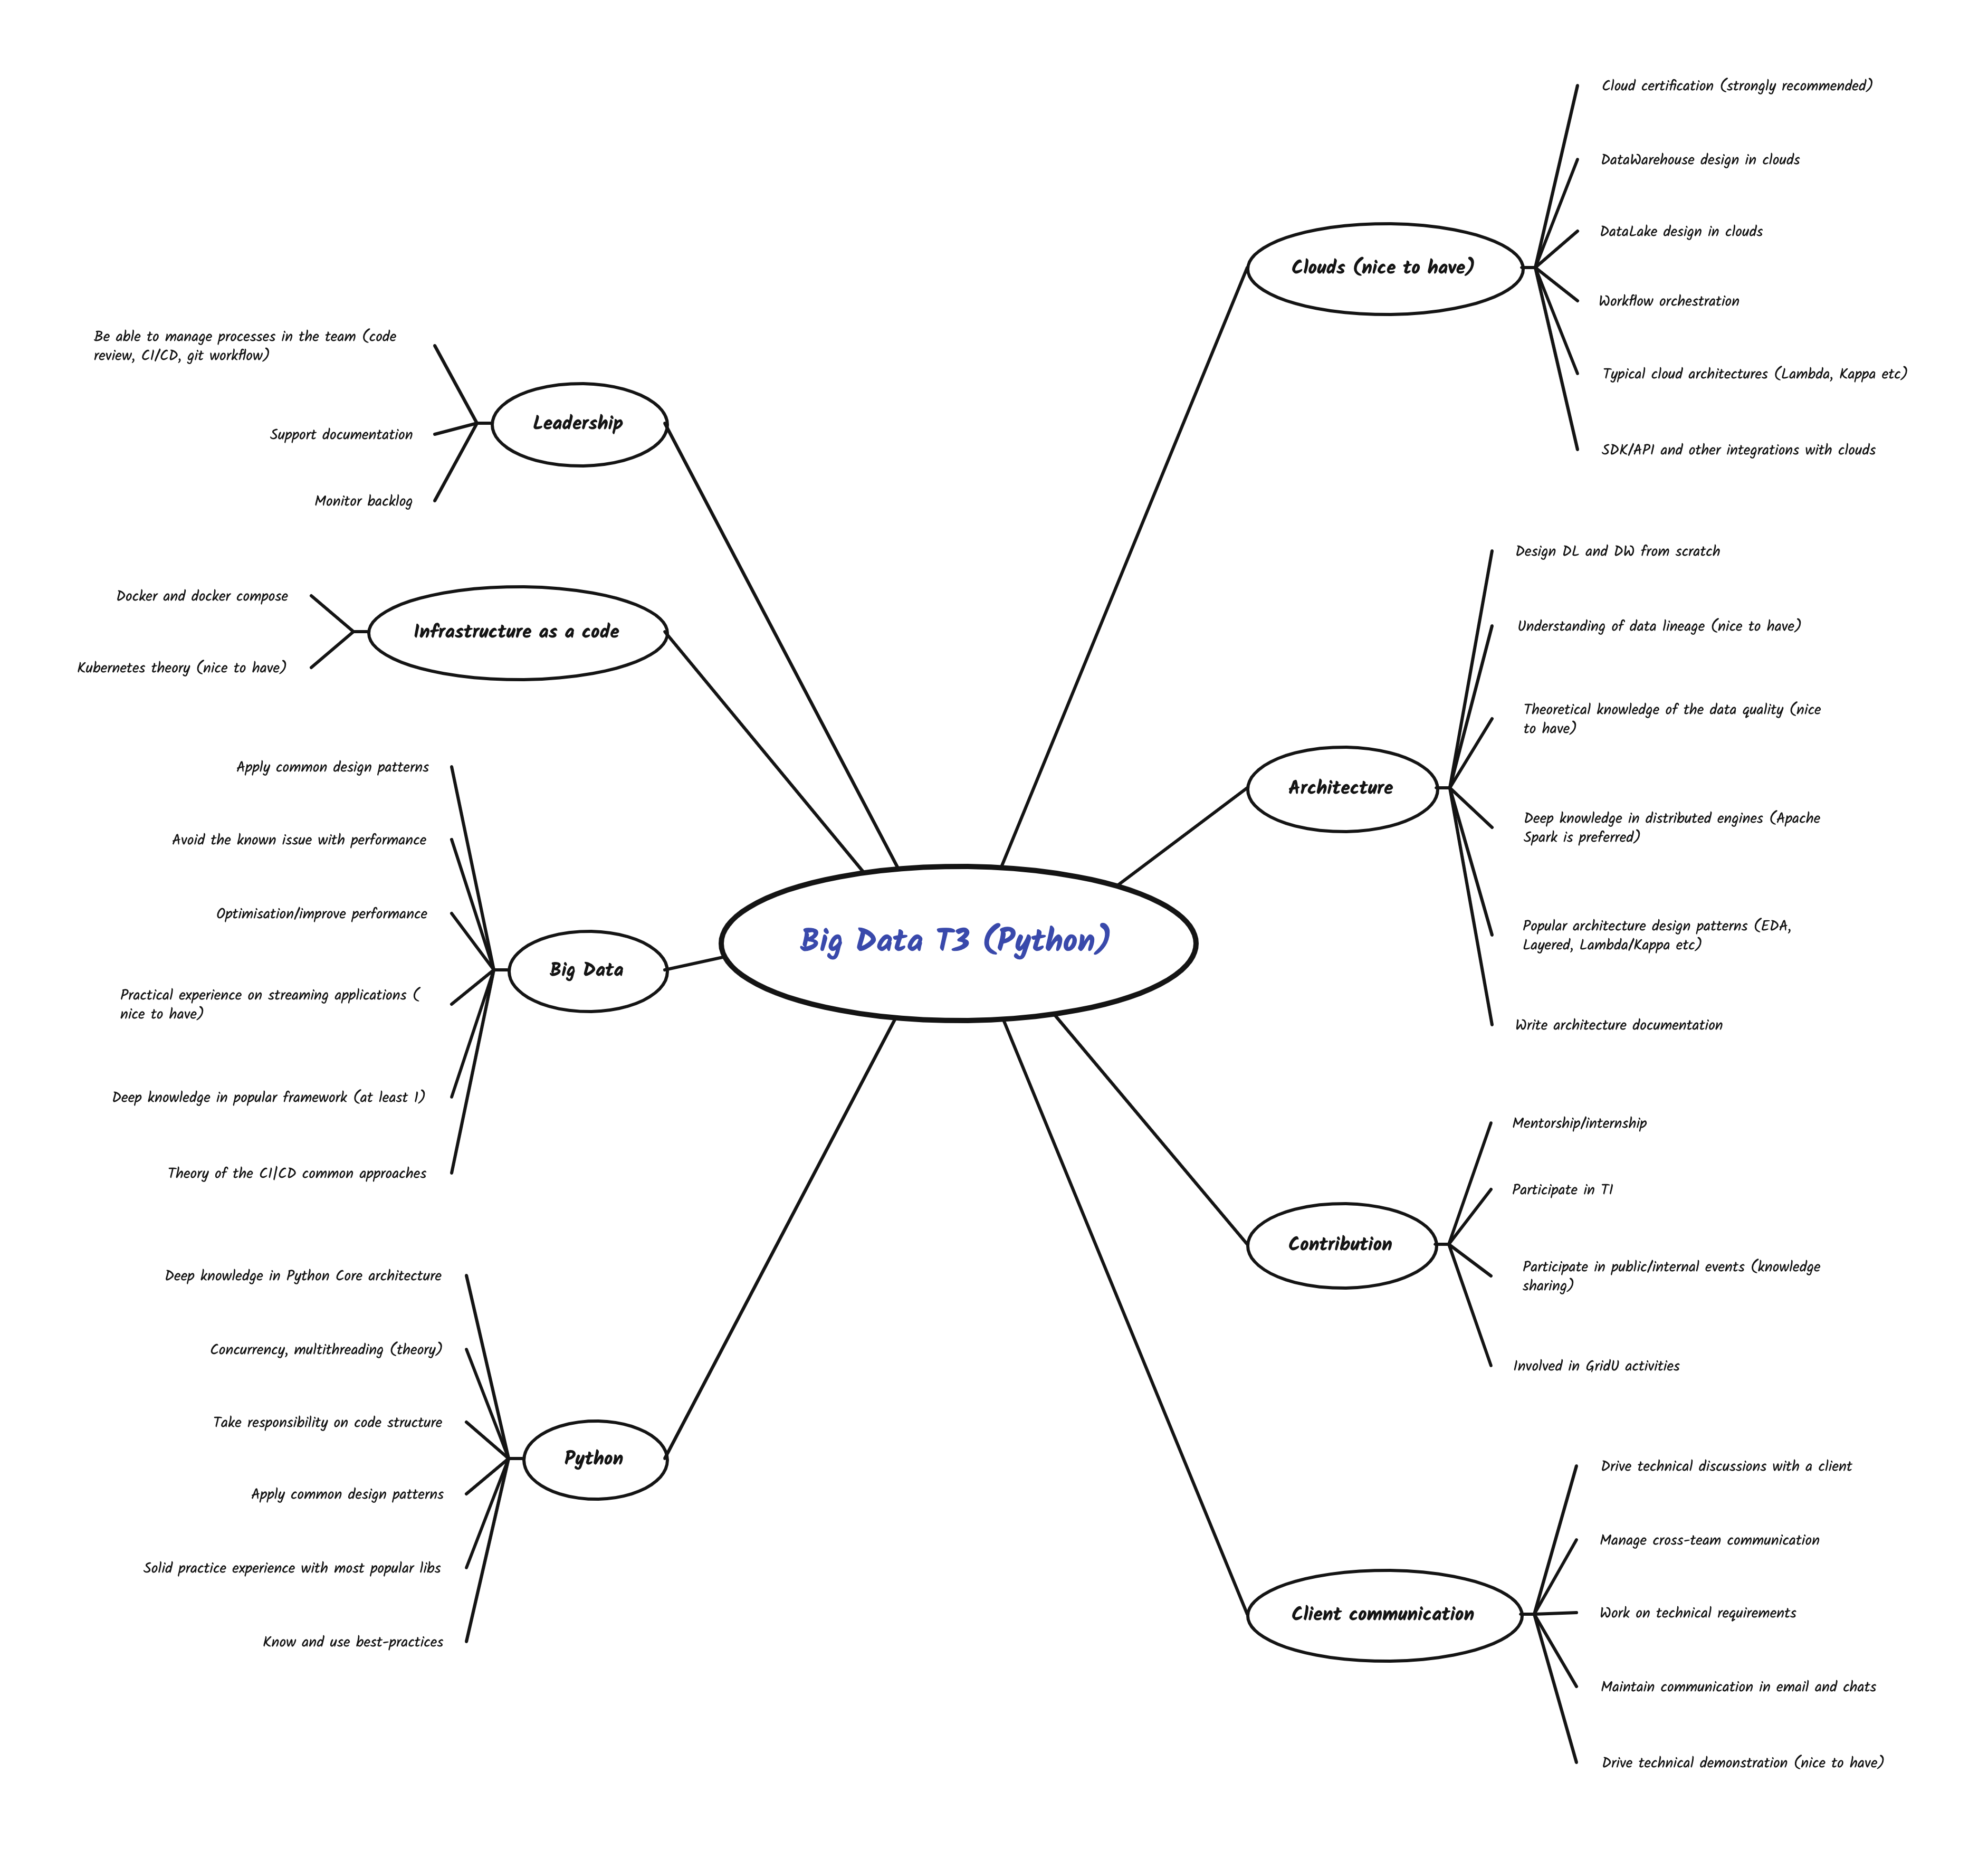 Big Data T3 (Python)
Leadership
Be able to manage processes in the team (code
review, CI/CD, git workflow)
Support documentation
Monitor backlog
Infrastructure as a code
Docker and docker compose
Kubernetes theory (nice to have)
Big Data
Apply common design patterns
Avoid the known issue with performance
Optimisation/improve performance
Practical experience on streaming applications (
nice to have)
Deep knowledge in popular framework (at least 1)
Theory of the CI|CD common approaches
Python
Deep knowledge in Python Core architecture
Concurrency, multithreading (theory)
Take responsibility on code structure
Apply common design patterns
Solid practice experience with most popular libs
Know and use best-practices
Clouds (nice to have)
Cloud certification (strongly recommended)
DataWarehouse design in clouds
DataLake design in clouds
Workflow orchestration
Typical cloud architectures (Lambda, Kappa etc)
SDK/API and other integrations with clouds
Architecture
Design DL and DW from scratch
Understanding of data lineage (nice to have)
Theoretical knowledge of the data quality (nice
to have)
Deep knowledge in distributed engines (Apache
Spark is preferred)
Popular architecture design patterns (EDA,
Layered, Lambda/Kappa etc)
Write architecture documentation
Contribution
Mentorship/internship
Participate in TI
Participate in public/internal events (knowledge
sharing)
Involved in GridU activities
Client communication
Drive technical discussions with a client
Manage cross-team communication
Work on technical requirements
Maintain communication in email and chats
Drive technical demonstration (nice to have)